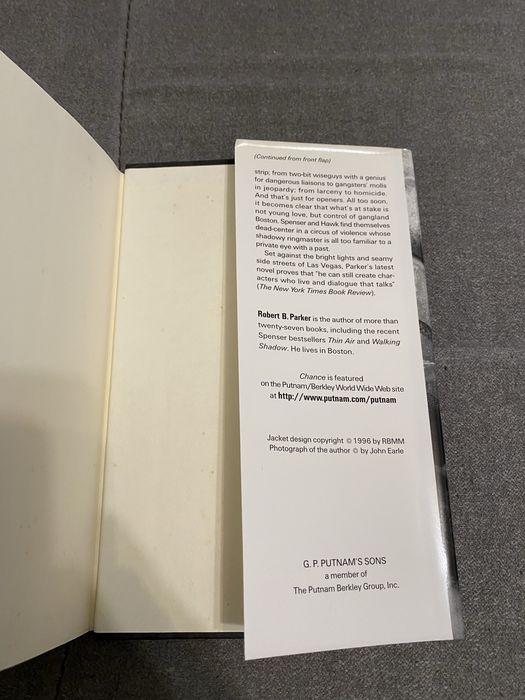 (Continued from front flap)
strip; from two-bit wiseguys with a genius
for dangerous liaisons to gangsters' molls
in jeopardy; from larceny to homicide.
And that's just for openers. All too soon,
it becomes clear that what's at stake is
not young love, but control of gangland
Boston. Spenser and Hawk find themselves
dead-center in a circus of violence whose
shadowy ringmaster is all too familiar to a
private eye with a past.
Set against the bright lights and seamy
side streets of Las Vegas, Parker's latest
novel proves that "he can still create char-
acters who live and dialogue that talks"
(The New York Times Book Review).
Robert B. Parker is the author of more than
twenty-seven books, including the recent
Spenser bestsellers Thin Air and Walking
Shadow. He lives in Boston.
Chance is featured
on the Putnam/Berkley World Wide Web site
at http://www.putnam.com/putnam
Jacket design copyright © 1996 by RBMM
Photograph of the author © by John Earle
G. P. PUTNAM'S SONS
a member of
The Putnam Berkley Group, Inc.